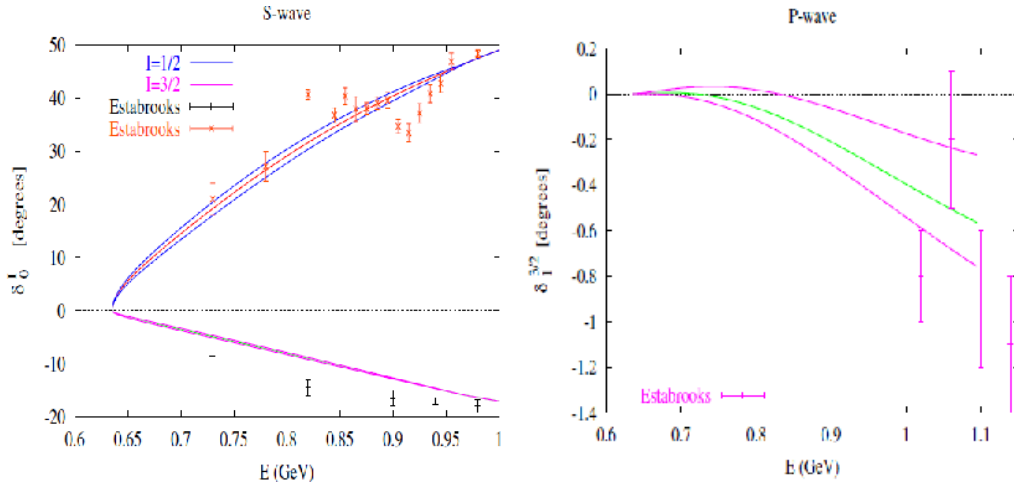 S-wave
50
40
30
20
10
0
-10
-20
I=1/2
I=3/2
Estabrooks
Estabrooks
δ₀ᴵ [degrees]
0.6 0.65 0.7 0.75 0.8 0.85 0.9 0.95 1
E (GeV)
P-wave
0.2
0
-0.2
-0.4
-0.6
-0.8
-1
-1.2
-1.4
δ₁³ᐟ² [degrees]
Estabrooks
0.6 0.7 0.8 0.9 1 1.1
E (GeV)